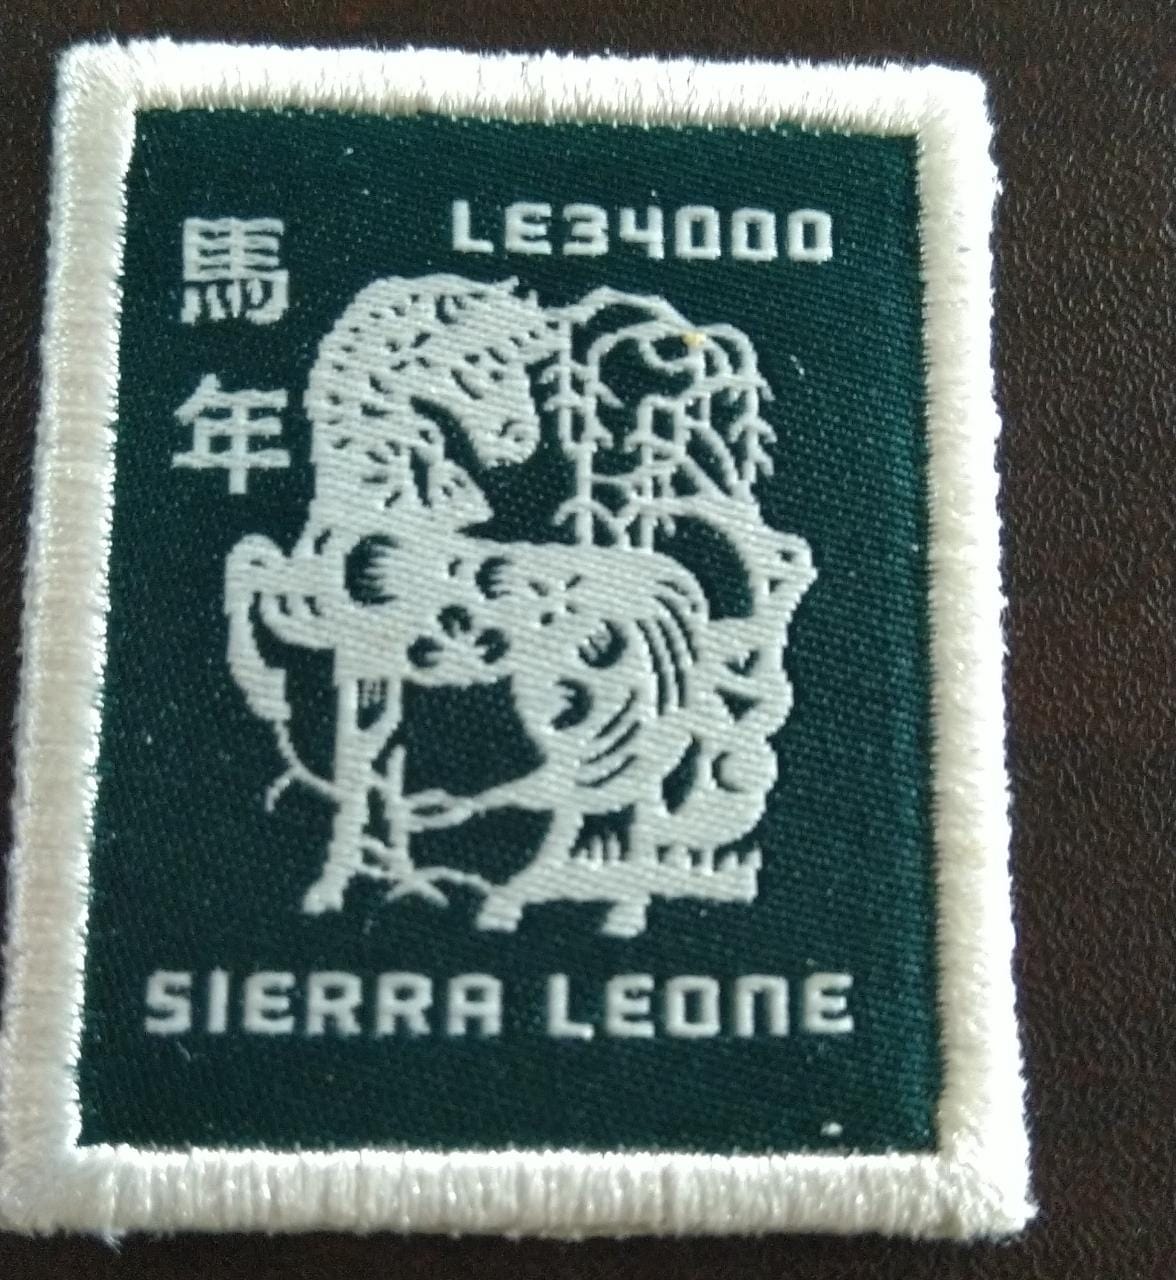 LE34000
馬
年
SIERRA LEONE